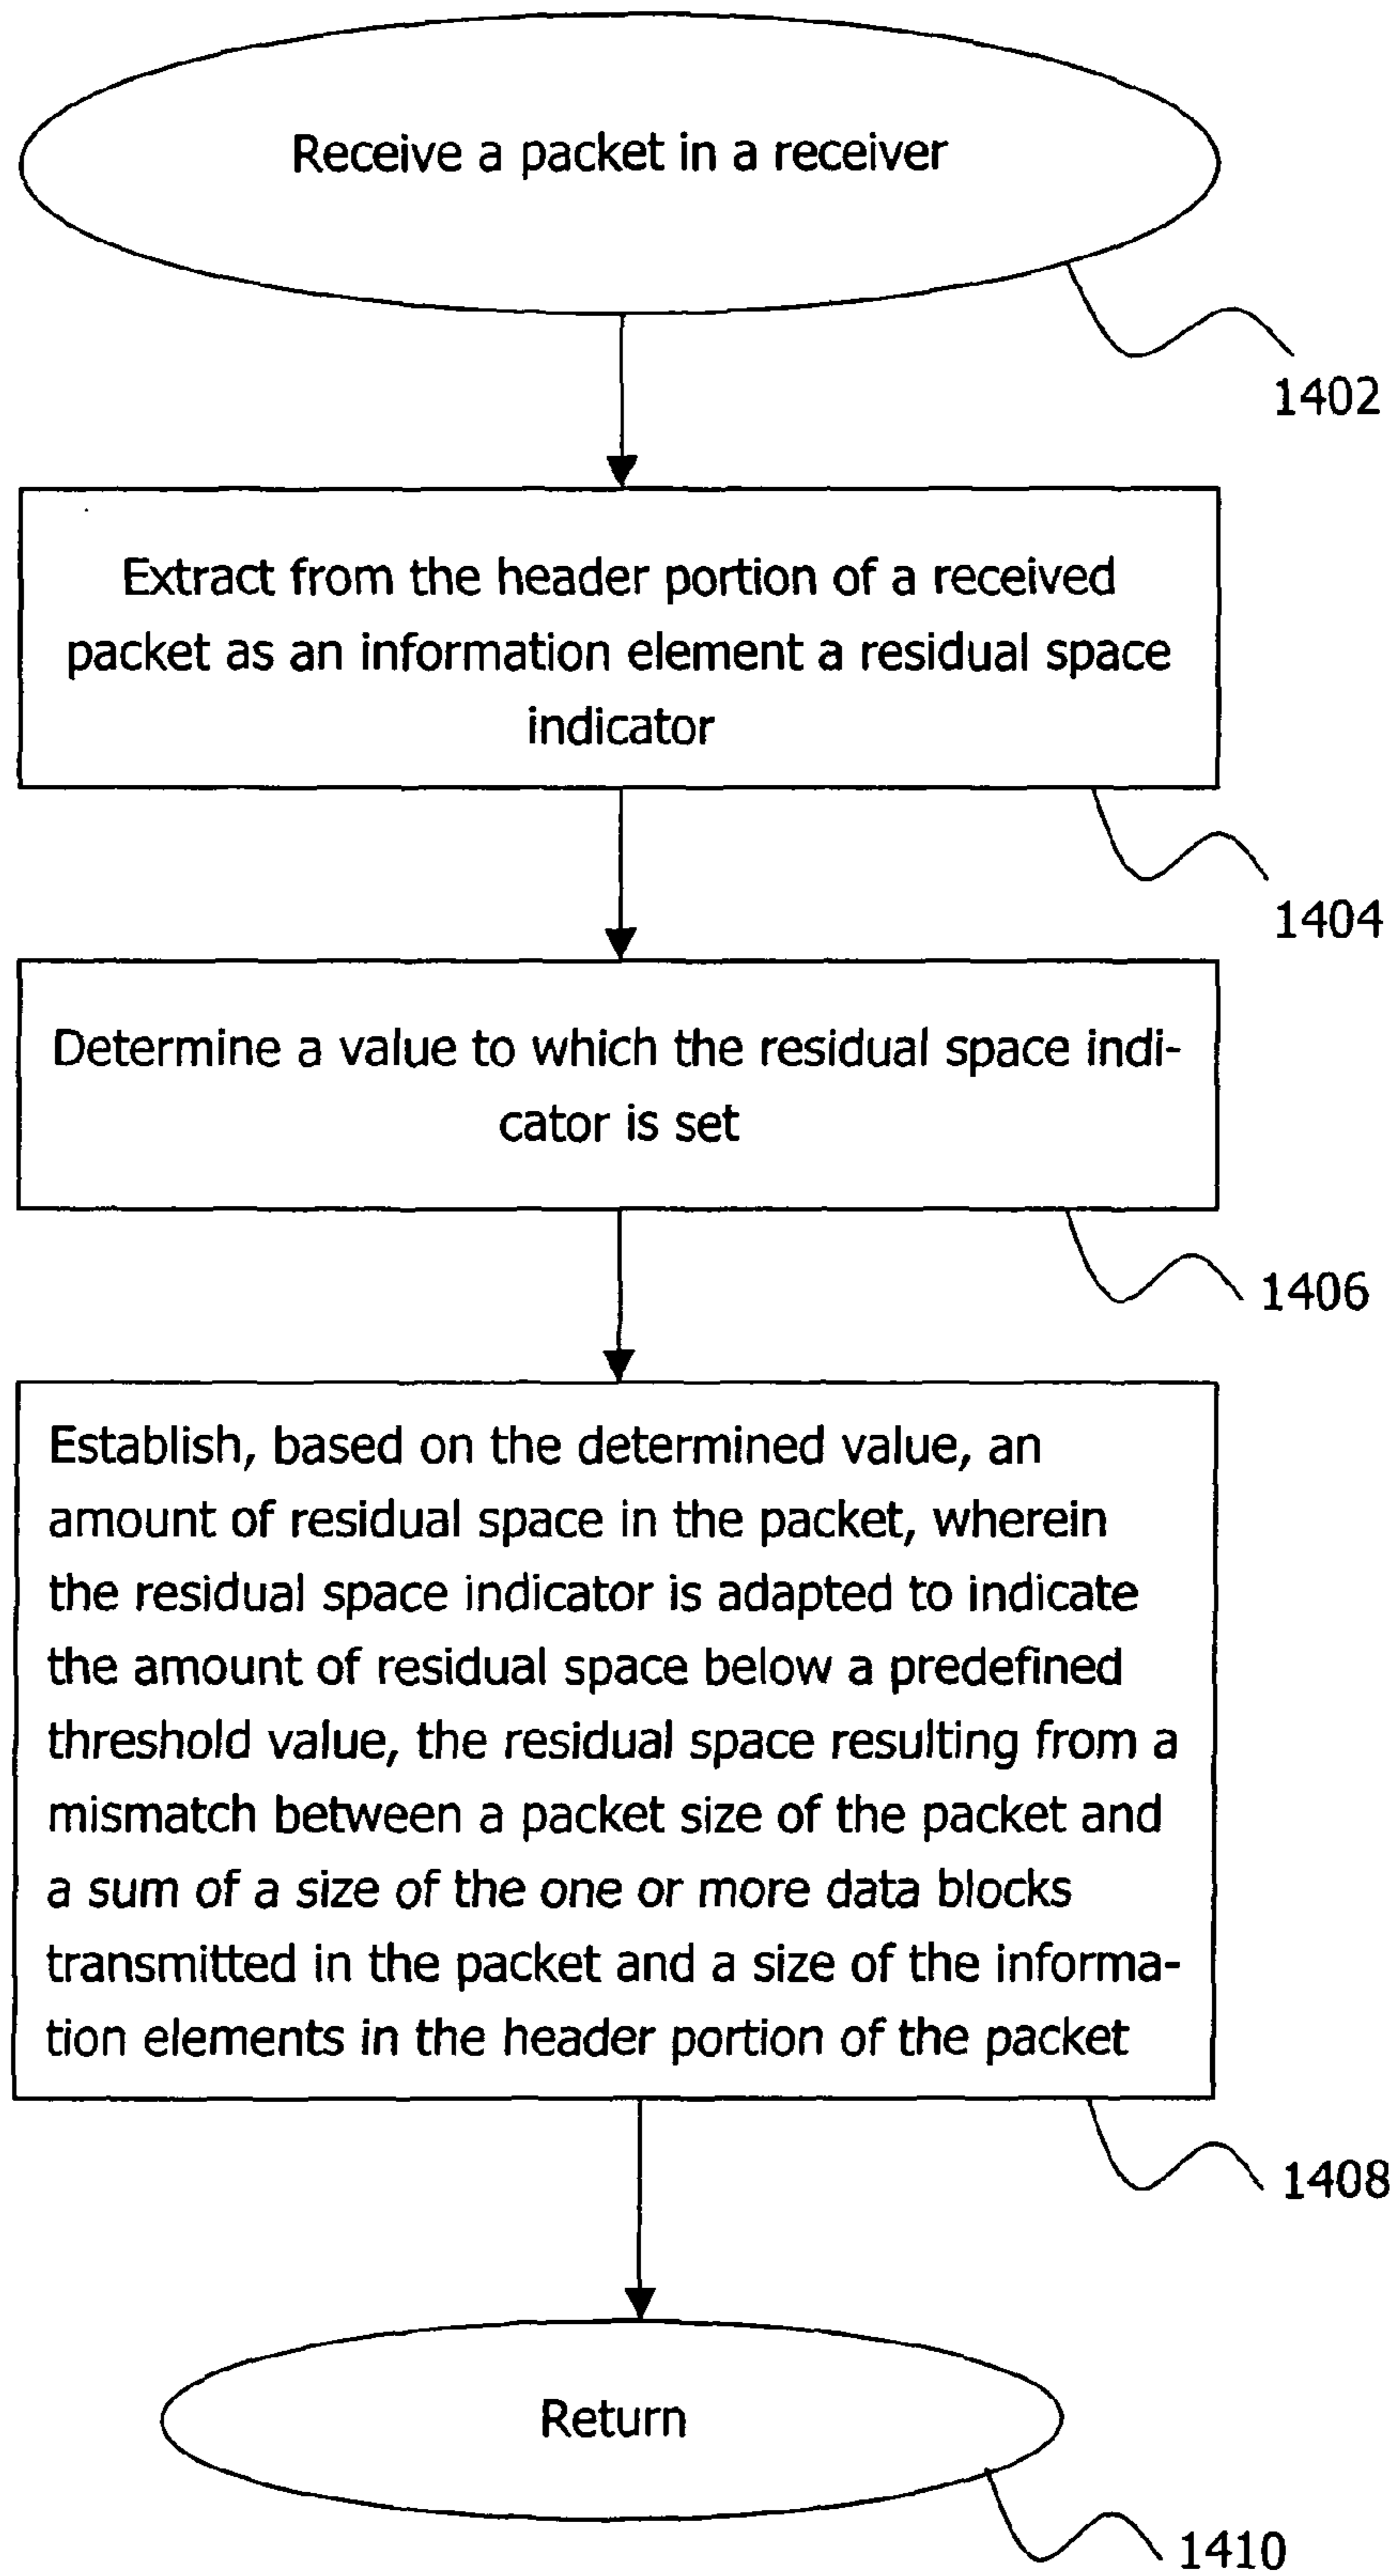 Receive a packet in a receiver
1402
Extract from the header portion of a received
packet as an information element a residual space
indicator
1404
Determine a value to which the residual space indi-
cator is set
1406
Establish, based on the determined value, an
amount of residual space in the packet, wherein
the residual space indicator is adapted to indicate
the amount of residual space below a predefined
threshold value, the residual space resulting from a
mismatch between a packet size of the packet and
a sum of a size of the one or more data blocks
transmitted in the packet and a size of the informa-
tion elements in the header portion of the packet
1408
Return
1410